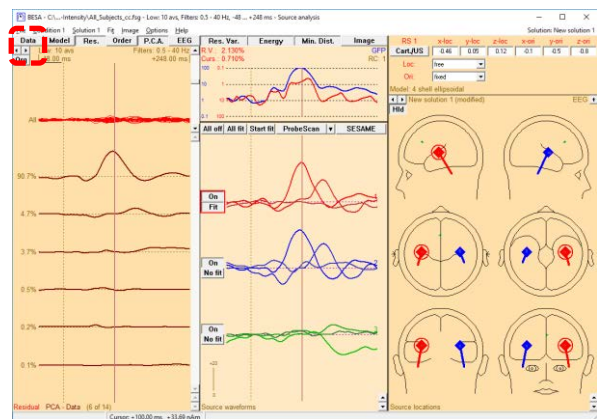 BESA - C:\...-Intensity\All_Subjects_cc.fsg - Low: 10 avs, Filters: 0.5 - 40 Hz, -48 ... +248 ms - Source analysis
Solution 1 Fit Image Options Help
Solution: New solution 1
Data Model Res. Order P.C.A. EEG
Res. Var. Energy Min. Dist. Image
RS 1 x-loc y-loc z-loc x-ori y-ori z-ori
Cart./US -0.46 0.05 0.12 -0.1 -0.5 -0.8
10 avs Filters: 0.5 - 40 Hz
+248.00 ms
R.V. 2.130% GFP
Curs. 0.710% RC: 1
Loc: free
Ori: fixed
Model: 4 shell ellipsoidal
New solution 1 (modified) EEG
Hld
All
All off All fit Start fit ProbeScan SESAME
90.7%
On
Fit
1
4.7%
3.7%
On
No fit
2
0.5%
0.2%
On
No fit
3
0.1%
Residual PCA - Data (6 of 14)
Source waveforms
Source locations
Cursor: +100.00 ms, +33.69 nAm